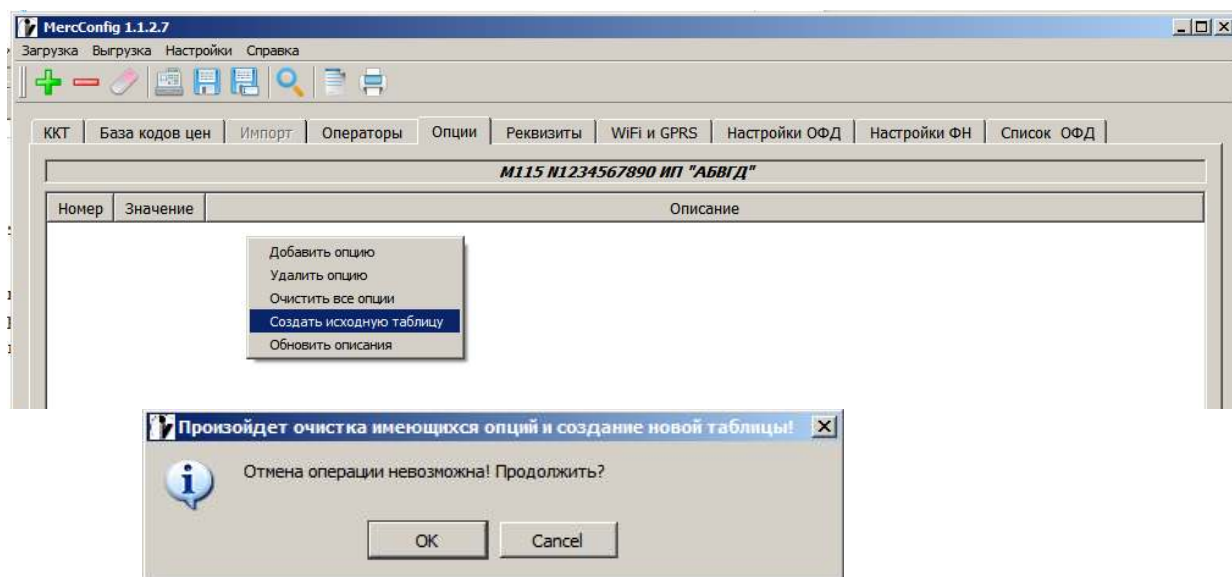 MercConfig 1.1.2.7
Загрузка Выгрузка Настройки Справка
ККТ База кодов цен Импорт Операторы Опции Реквизиты WiFi и GPRS Настройки ОФД Настройки ФН Список ОФД
М115 N1234567890 ИП "АБВГД"
Номер Значение Описание
Добавить опцию
Удалить опцию
Очистить все опции
Создать исходную таблицу
Обновить описания
Произойдет очистка имеющихся опций и создание новой таблицы!
Отмена операции невозможна! Продолжить?
OK Cancel